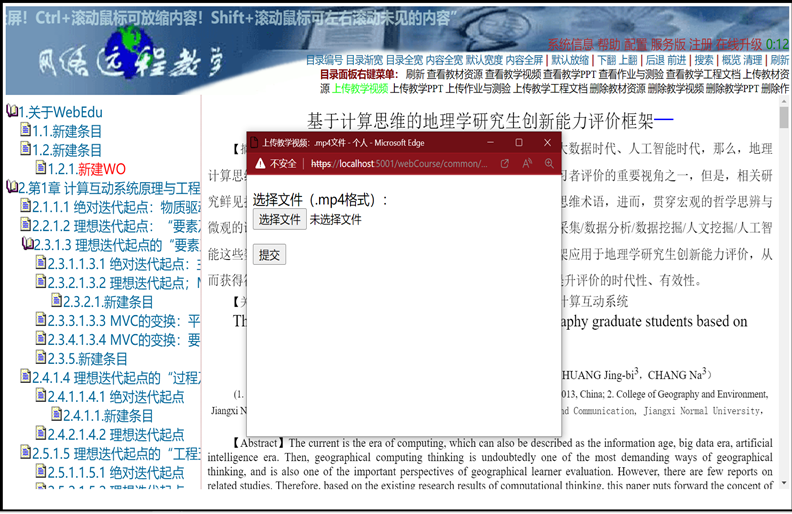 全屏！Ctrl+滚动鼠标可放缩内容！Shift+滚动鼠标可左右滚动未见的内容”
网络远程教学
系统信息 帮助 配置 服务版 注册 在线升级 0:12
目录编号 目录渐宽 目录全宽 内容全宽 默认宽度 内容全屏 | 默认放缩 | 下翻 上翻 | 后退 前进 | 搜索 | 概览 清理 | 刷新
目录面板右键菜单： 刷新 查看教材资源 查看教学视频 查看教学PPT 查看作业与测验 查看教学工程文档 上传教材资
源 上传教学视频 上传教学PPT 上传作业与测验 上传教学工程文档 删除教材资源 删除教学视频 删除教学PPT 删除作
1.关于WebEdu
1.1.新建条目
1.2.新建条目
1.2.1.新建WO
2.第1章 计算互动系统原理与工程
2.1.1.1 绝对迭代起点：物质驱
2.2.1.2 理想迭代起点：“要素
2.3.1.3 理想迭代起点的“要素
2.3.1.1.3.1 绝对迭代起点：
2.3.2.1.3.2 理想迭代起点；
2.3.2.1.新建条目
2.3.3.1.3.3 MVC的变换：平
2.3.4.1.3.4 MVC的变换：要
2.3.5.新建条目
2.4.1.4 理想迭代起点的“过程
2.4.1.1.4.1 绝对迭代起点
2.4.1.1.新建条目
2.4.2.1.4.2 理想迭代起点
2.5.1.5 理想迭代起点的“工程
2.5.1.1.5.1 绝对迭代起点
基于计算思维的地理学研究生创新能力评价框架—
大数据时代、人工智能时代，那么，地理
计算思
习者评价的重要视角之一，但是，相关研
究鲜见
思维术语，进而，贯穿宏观的哲学思辨与
微观的
采集/数据分析/数据挖掘/人文挖掘/人工智
能这些
架应用于地理学研究生创新能力评价，从
而获得
升评价的时代性、有效性。
【关
计算互动系统
Th
aphy graduate students based on
HUANG Jing-bi3，CHANG Na3）
(1.
013, China; 2. College of Geography and Environment,
Jiangxi N
nd Communication, Jiangxi Normal University,
【Abstract】The current is the era of computing, which can also be described as the information age, big data era, artificial
intelligence era. Then, geographical computing thinking is undoubtedly one of the most demanding ways of geographical
thinking, and is also one of the important perspectives of geographical learner evaluation. However, there are few reports on
related studies. Therefore, based on the existing research results of computational thinking, this paper puts forward the concept of
上传教学视频：.mp4文件 - 个人 - Microsoft Edge
不安全 | https://localhost:5001/webCourse/common/...
选择文件（.mp4格式）：
选择文件 未选择文件
提交